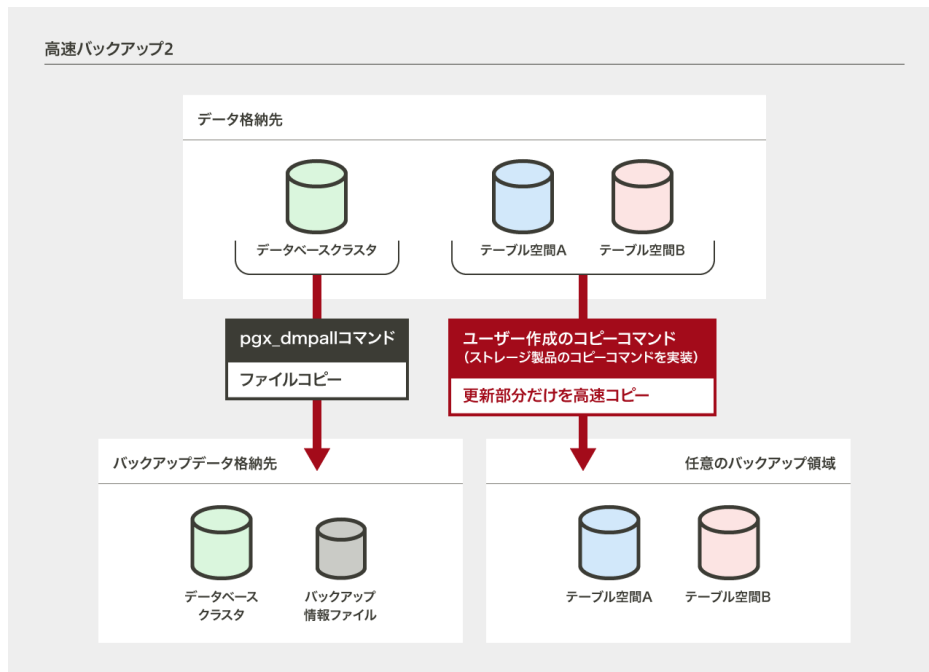 高速バックアップ2
データ格納先
データベースクラスタ
テーブル空間A
テーブル空間B
pgx_dmpallコマンド
ファイルコピー
ユーザー作成のコピーコマンド
（ストレージ製品のコピーコマンドを実装）
更新部分だけを高速コピー
バックアップデータ格納先
データベース
クラスタ
バックアップ
情報ファイル
任意のバックアップ領域
テーブル空間A
テーブル空間B